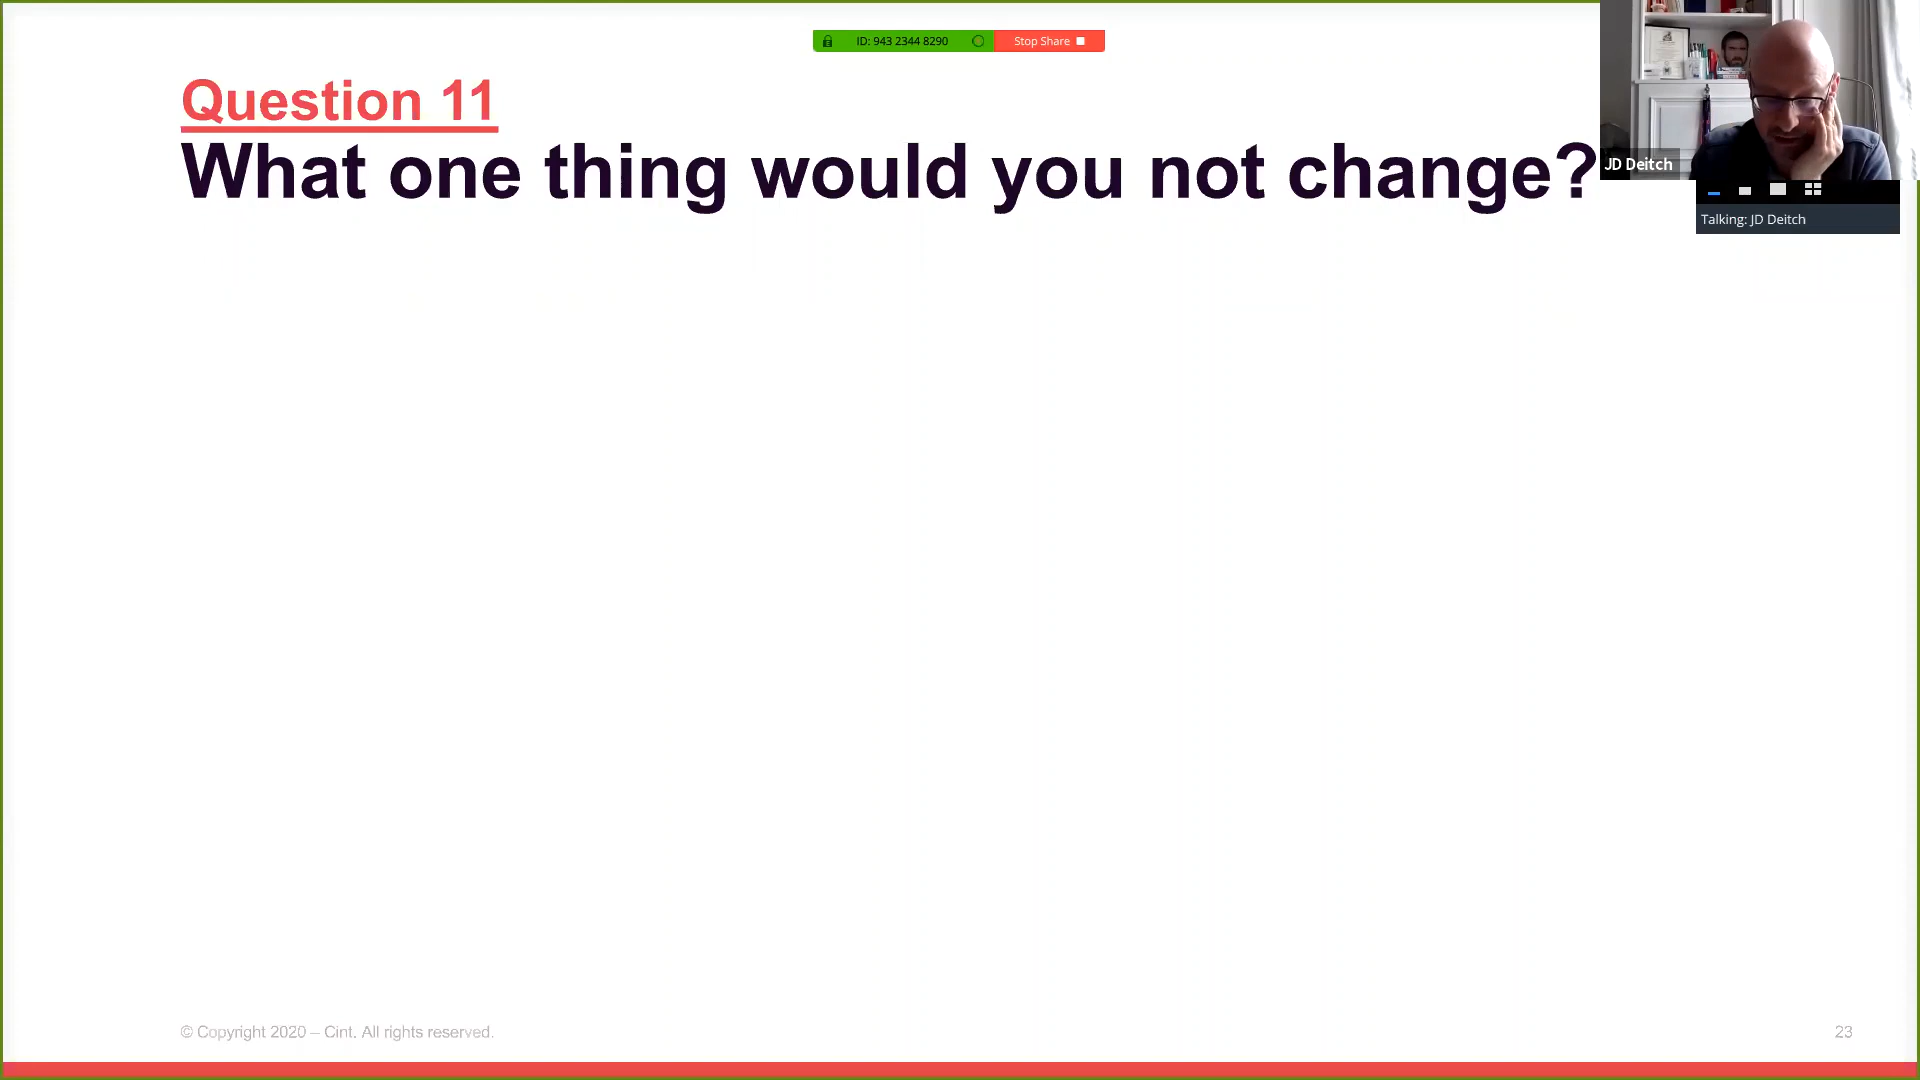 ID: 943 2344 8290
Stop Share
Question 11
What one thing would you not change?
JD Deitch
Talking: JD Deitch
© Copyright 2020 – Cint. All rights reserved.
23